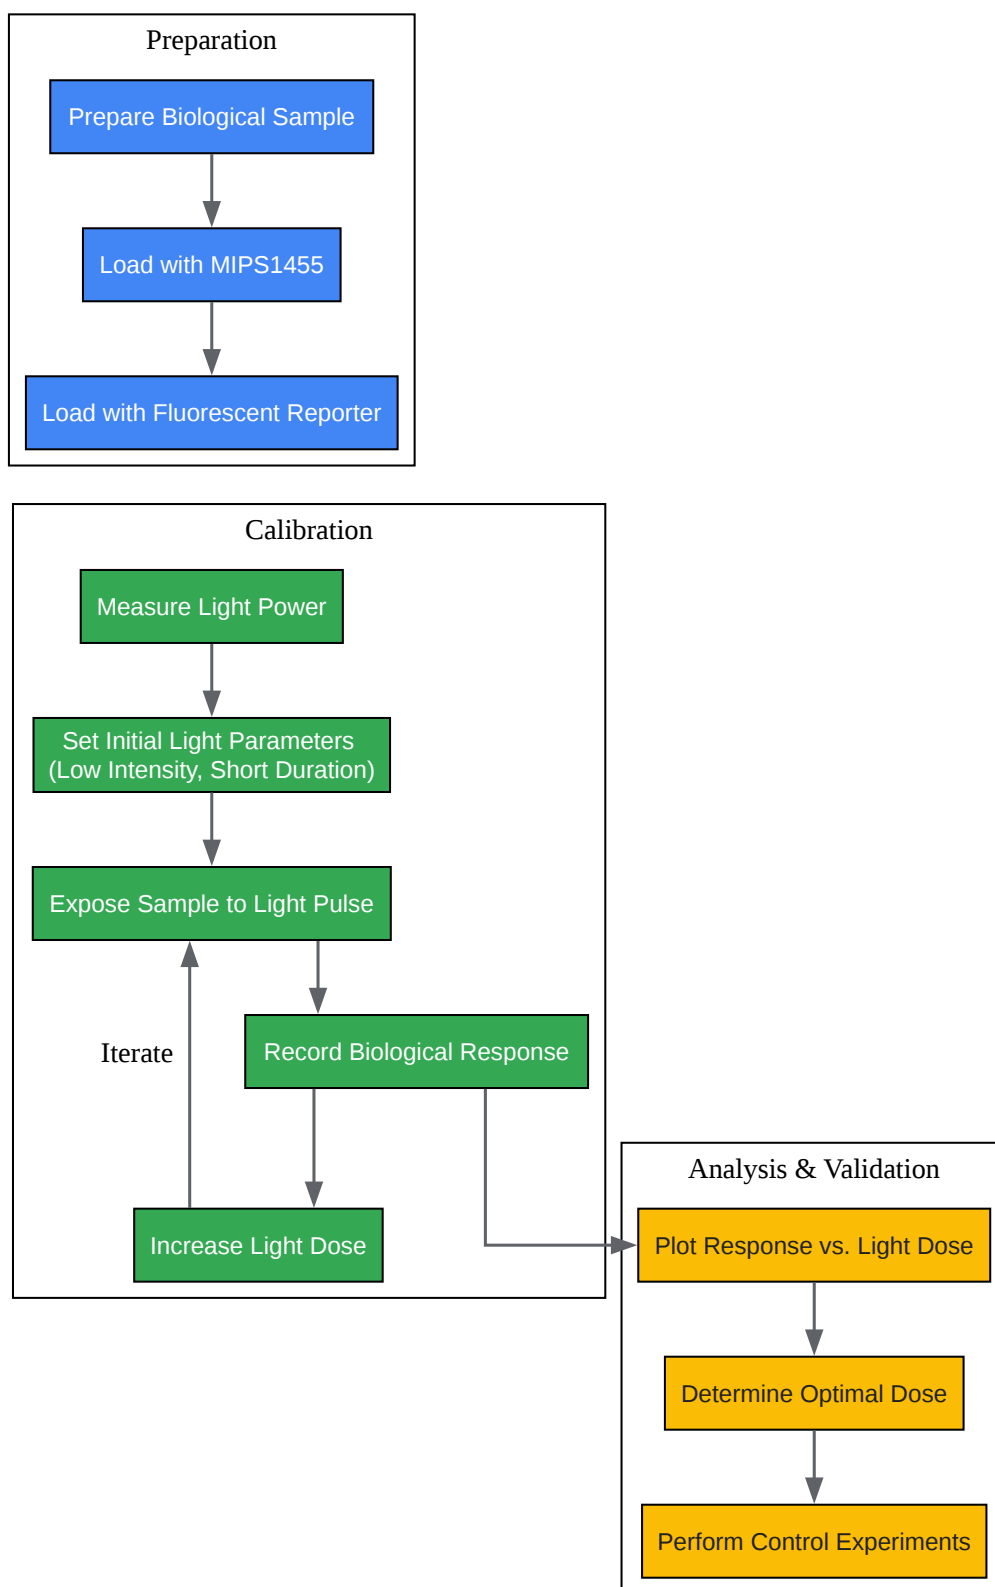 Preparation
Prepare Biological Sample
Load with MIPS1455
Load with Fluorescent Reporter
Calibration
Measure Light Power
Set Initial Light Parameters
(Low Intensity, Short Duration)
Expose Sample to Light Pulse
Iterate
Record Biological Response
Increase Light Dose
Analysis & Validation
Plot Response vs. Light Dose
Determine Optimal Dose
Perform Control Experiments